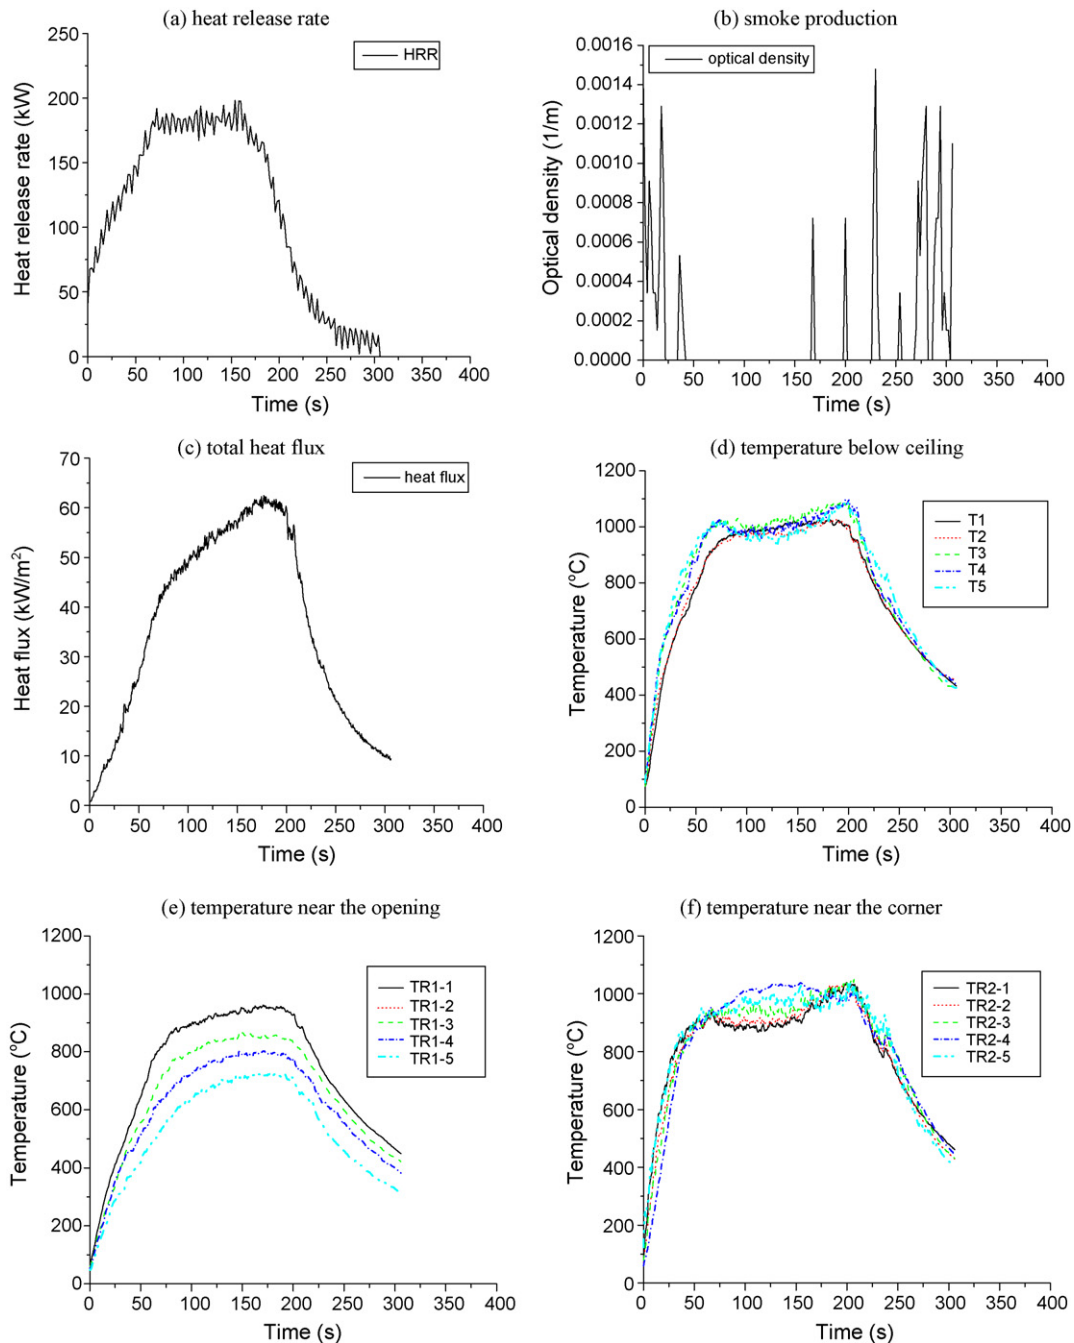 (a) heat release rate
250
200
150
100
50
0
Heat release rate (kW)
HRR
0 50 100 150 200 250 300 350 400
Time (s)
(b) smoke production
0.0016
0.0014
0.0012
0.0010
0.0008
0.0006
0.0004
0.0002
0.0000
Optical density (1/m)
optical density
0 50 100 150 200 250 300 350 400
Time (s)
(c) total heat flux
70
60
50
40
30
20
10
0
Heat flux (kW/m²)
heat flux
0 50 100 150 200 250 300 350 400
Time (s)
(d) temperature below ceiling
1200
1000
800
600
400
200
0
Temperature (°C)
T1
T2
T3
T4
T5
0 50 100 150 200 250 300 350 400
Time (s)
(e) temperature near the opening
1200
1000
800
600
400
200
0
Temperature (°C)
TR1-1
TR1-2
TR1-3
TR1-4
TR1-5
0 50 100 150 200 250 300 350 400
Time (s)
(f) temperature near the corner
1200
1000
800
600
400
200
0
Temperature (°C)
TR2-1
TR2-2
TR2-3
TR2-4
TR2-5
0 50 100 150 200 250 300 350 400
Time (s)